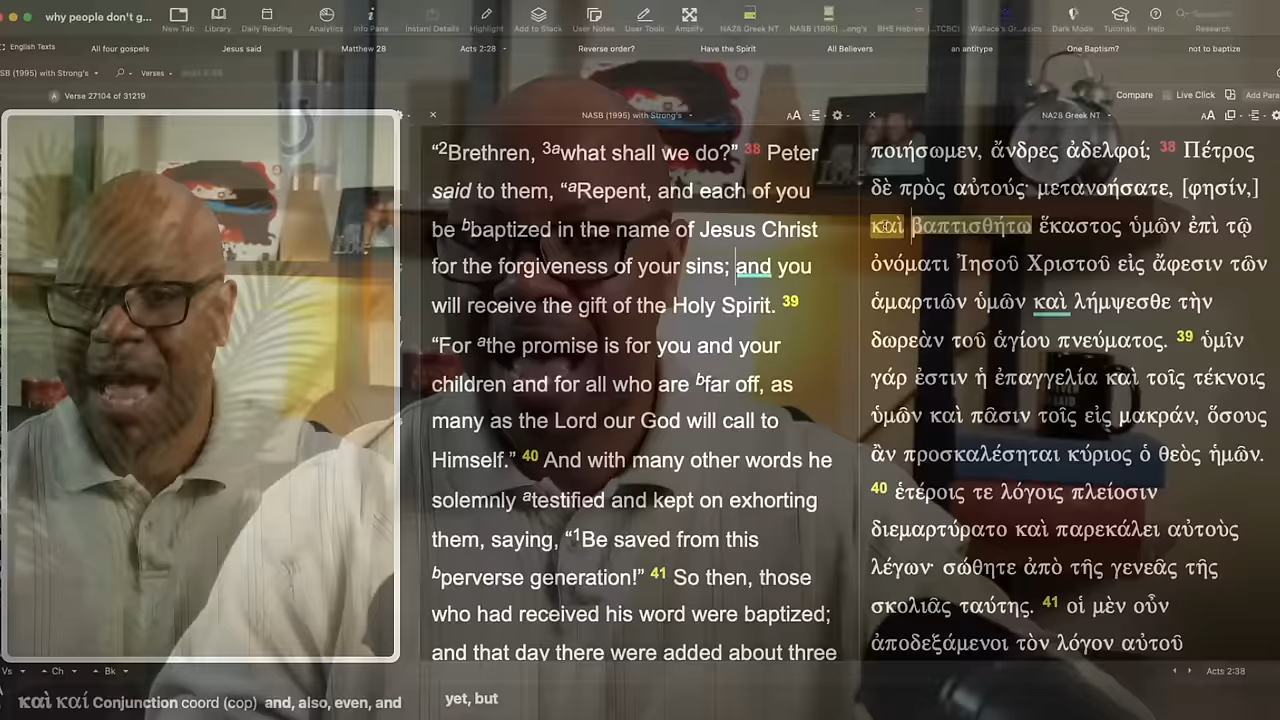 why people don't g...
New Tab
Library
Daily Reading
Analytics
Info Pane
Instant Details
Highlight
Add to Stack
User Notes
User Tools
Amplify
NA28 Greek NT
Dark Mode
Tutorials
Help
Research
English Texts
All four gospels
Jesus said
Matthew 28
Acts 2:28
Reverse order?
Have the Spirit
All Believers
an antitype
One Baptism?
not to baptize
SB (1995) with Strong's
Verses
Verse 27104 of 31219
Compare
Live Click
Add Para
NASB (1995) with Strong's
“2Brethren, 3awhat shall we do?” 38 Peter
said to them, “aRepent, and each of you
be bbaptized in the name of Jesus Christ
for the forgiveness of your sins; and you
will receive the gift of the Holy Spirit. 39
“For athe promise is for you and your
children and for all who are bfar off, as
many as the Lord our God will call to
Himself.” 40 And with many other words he
solemnly atestified and kept on exhorting
them, saying, “1Be saved from this
bperverse generation!” 41 So then, those
who had received his word were baptized;
and that day there were added about three
NA28 Greek NT
ποιήσωμεν, ἄνδρες ἀδελφοί; 38 Πέτρος
δὲ πρὸς αὐτούς· μετανοήσατε, [φησίν,]
καὶ βαπτισθήτω ἕκαστος ὑμῶν ἐπὶ τῷ
ὀνόματι Ἰησοῦ Χριστοῦ εἰς ἄφεσιν τῶν
ἁμαρτιῶν ὑμῶν καὶ λήμψεσθε τὴν
δωρεὰν τοῦ ἁγίου πνεύματος. 39 ὑμῖν
γάρ ἐστιν ἡ ἐπαγγελία καὶ τοῖς τέκνοις
ὑμῶν καὶ πᾶσιν τοῖς εἰς μακράν, ὅσους
ἂν προσκαλέσηται κύριος ὁ θεὸς ἡμῶν.
40 ἑτέροις τε λόγοις πλείοσιν
διεμαρτύρατο καὶ παρεκάλει αὐτοὺς
λέγων· σώθητε ἀπὸ τῆς γενεᾶς τῆς
σκολιᾶς ταύτης. 41 οἱ μὲν οὖν
ἀποδεξάμενοι τὸν λόγον αὐτοῦ
Vs
Ch
Bk
Acts 2:38
καὶ καί Conjunction coord (cop) and, also, even, and yet, but